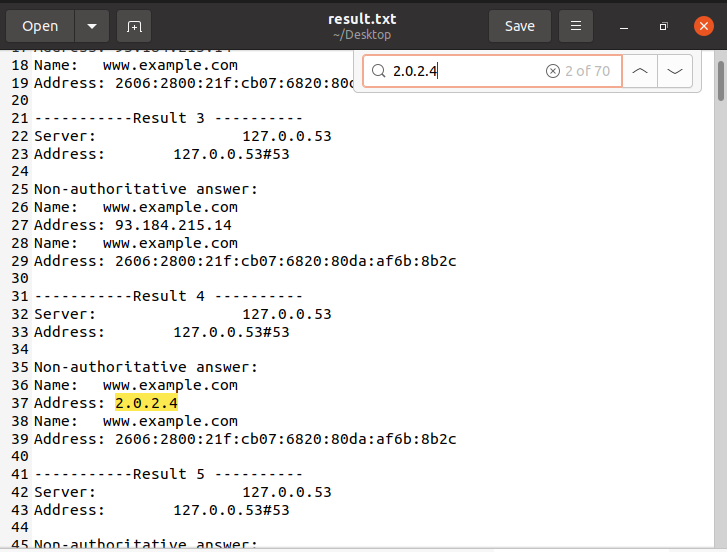 Open
result.txt
~/Desktop
Save
2.0.2.4
2 of 70
17 Address: 93.184.215.14
18 Name: www.example.com
19 Address: 2606:2800:21f:cb07:6820:80d
20
21 -----------Result 3 ----------
22 Server: 127.0.0.53
23 Address: 127.0.0.53#53
24
25 Non-authoritative answer:
26 Name: www.example.com
27 Address: 93.184.215.14
28 Name: www.example.com
29 Address: 2606:2800:21f:cb07:6820:80da:af6b:8b2c
30
31 -----------Result 4 ----------
32 Server: 127.0.0.53
33 Address: 127.0.0.53#53
34
35 Non-authoritative answer:
36 Name: www.example.com
37 Address: 2.0.2.4
38 Name: www.example.com
39 Address: 2606:2800:21f:cb07:6820:80da:af6b:8b2c
40
41 -----------Result 5 ----------
42 Server: 127.0.0.53
43 Address: 127.0.0.53#53
44
45 Non-authoritative answer: